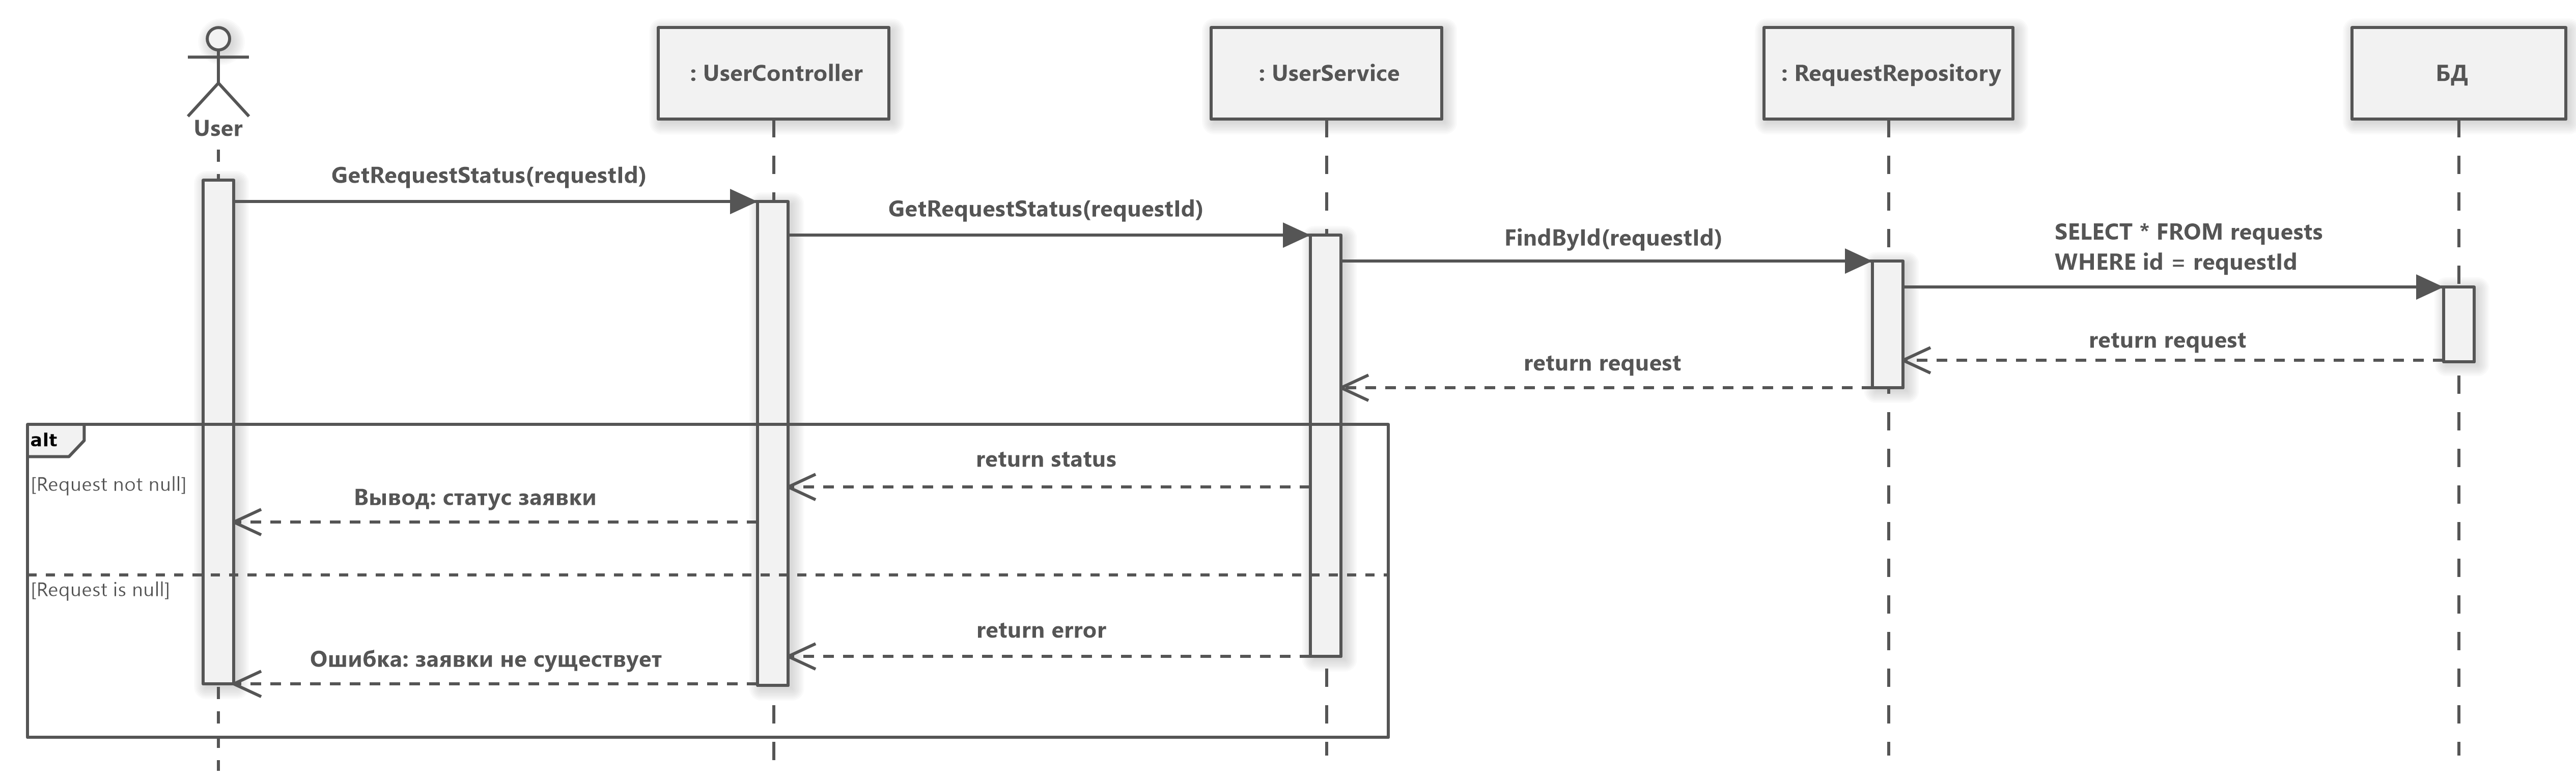 User
: UserController
: UserService
: RequestRepository
БД
GetRequestStatus(requestId)
GetRequestStatus(requestId)
FindById(requestId)
SELECT * FROM requests
WHERE id = requestId
return request
return request
alt
[Request not null]
return status
Вывод: статус заявки
[Request is null]
return error
Ошибка: заявки не существует